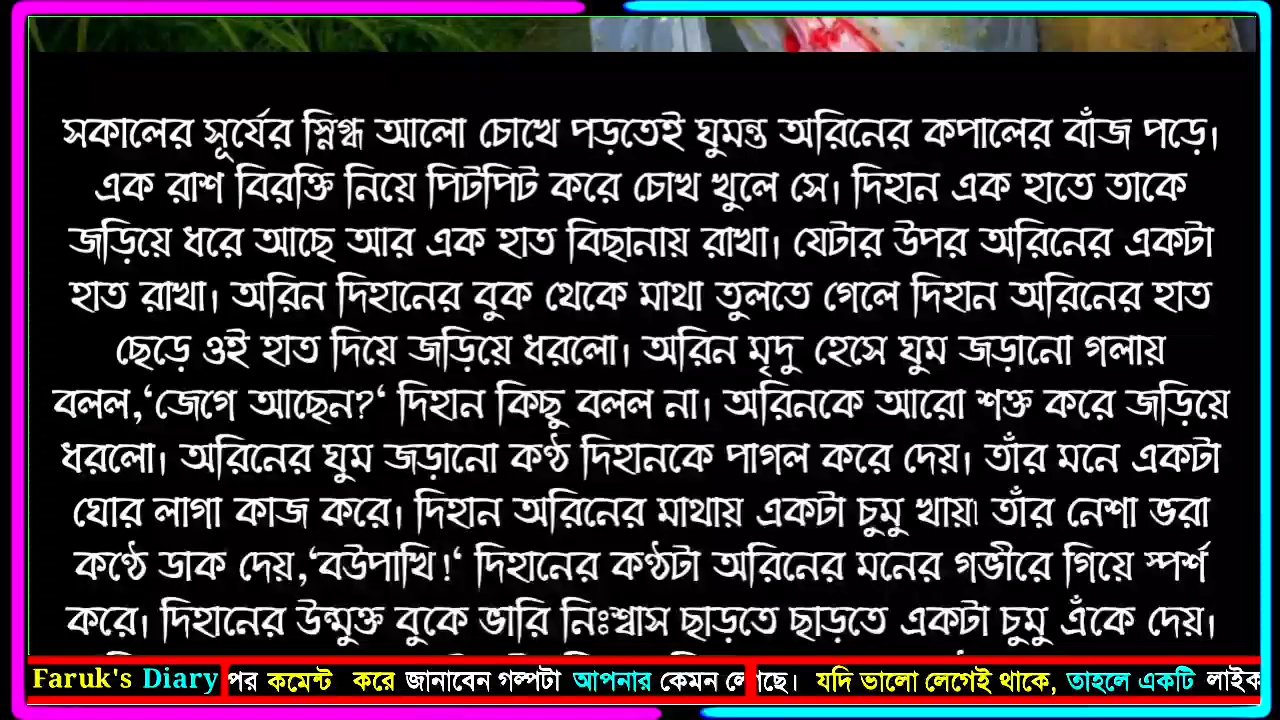 সকালের সূর্যের স্নিগ্ধ আলো চোখে পড়তেই ঘুমন্ত অরিনের কপালের বাঁজ পড়ে।
এক রাশ বিরক্তি নিয়ে পিটপিট করে চোখ খুলে সে। দিহান এক হাতে তাকে
জড়িয়ে ধরে আছে আর এক হাত বিছানায় রাখা। যেটার উপর অরিনের একটা
হাত রাখা। অরিন দিহানের বুক থেকে মাথা তুলতে গেলে দিহান অরিনের হাত
ছেড়ে ওই হাত দিয়ে জড়িয়ে ধরলো। অরিন মৃদু হেসে ঘুম জড়ানো গলায়
বলল,‘জেগে আছেন?‘ দিহান কিছু বলল না। অরিনকে আরো শক্ত করে জড়িয়ে
ধরলো। অরিনের ঘুম জড়ানো কণ্ঠ দিহানকে পাগল করে দেয়। তাঁর মনে একটা
ঘোর লাগা কাজ করে। দিহান অরিনের মাথায় একটা চুমু খায়৷ তাঁর নেশা ভরা
কণ্ঠে ডাক দেয়,‘বউপাখি!‘ দিহানের কণ্ঠটা অরিনের মনের গভীরে গিয়ে স্পর্শ
করে। দিহানের উন্মুক্ত বুকে ভারি নিঃশ্বাস ছাড়তে ছাড়তে একটা চুমু এঁকে দেয়।
Faruk's Diary পর কমেন্ট করে জানাবেন গল্পটা আপনার কেমন লেগছে। যদি ভালো লেগেই থাকে, তাহলে একটি লাইক